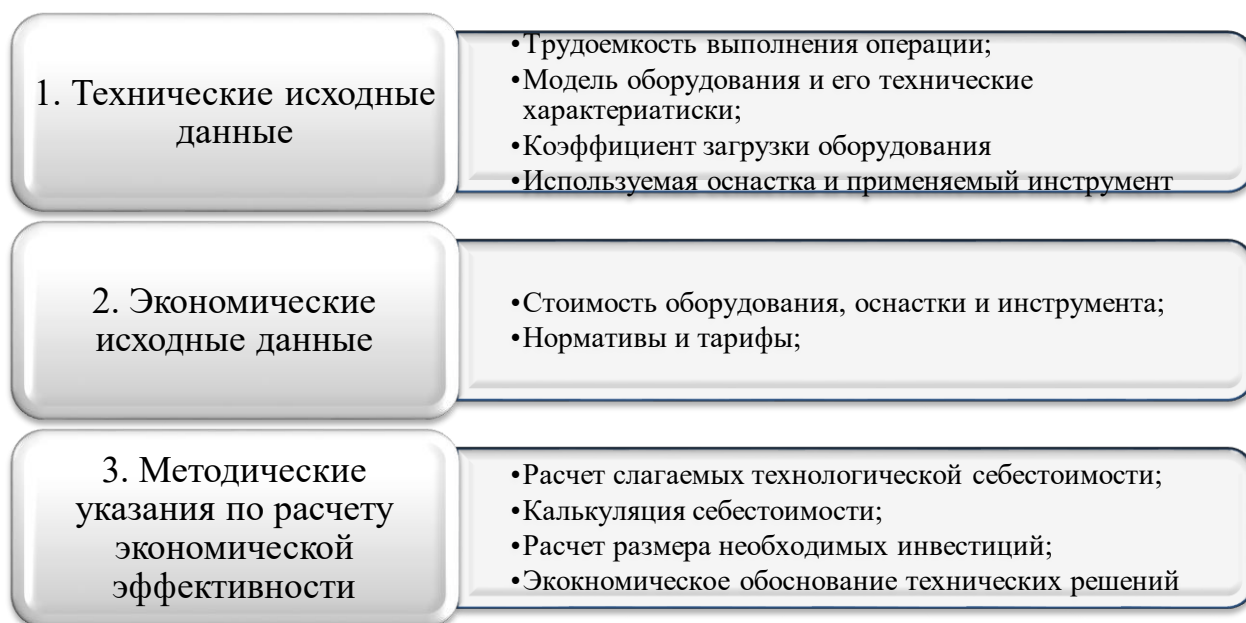 1. Технические исходные
данные
•Трудоемкость выполнения операции;
•Модель оборудования и его технические
характериатиски;
•Коэффициент загрузки оборудования
•Используемая оснастка и применяемый инструмент
2. Экономические
исходные данные
•Стоимость оборудования, оснастки и инструмента;
•Нормативы и тарифы;
3. Методические
указания по расчету
экономической
эффективности
•Расчет слагаемых технологической себестоимости;
•Калькуляция себестоимости;
•Расчет размера необходимых инвестиций;
•Экокномическое обоснование технических решений